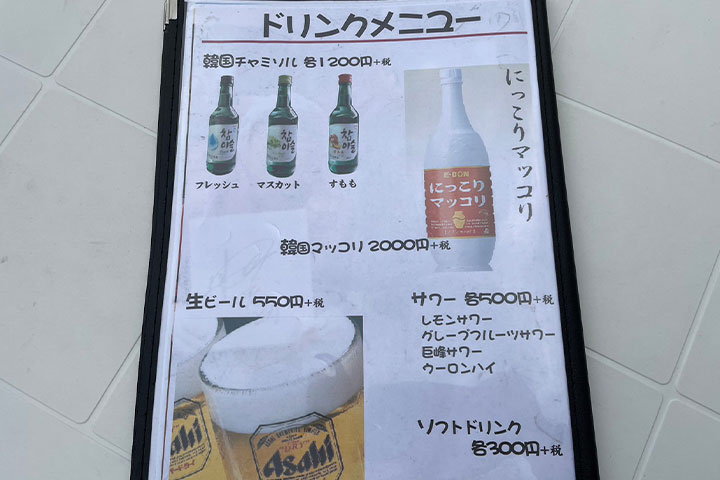 ドリンクメニュー
韓国チャミソル 各1200円+税
フレッシュ マスカット すもも
にっこりマッコリ
にっこり
マッコリ
韓国マッコリ 2000円+税
生ビール 550円+税
サワー 各500円+税
レモンサワー
グレープフルーツサワー
巨峰サワー
ウーロンハイ
ソフトドリンク
各300円+税
Asahi
Asahi